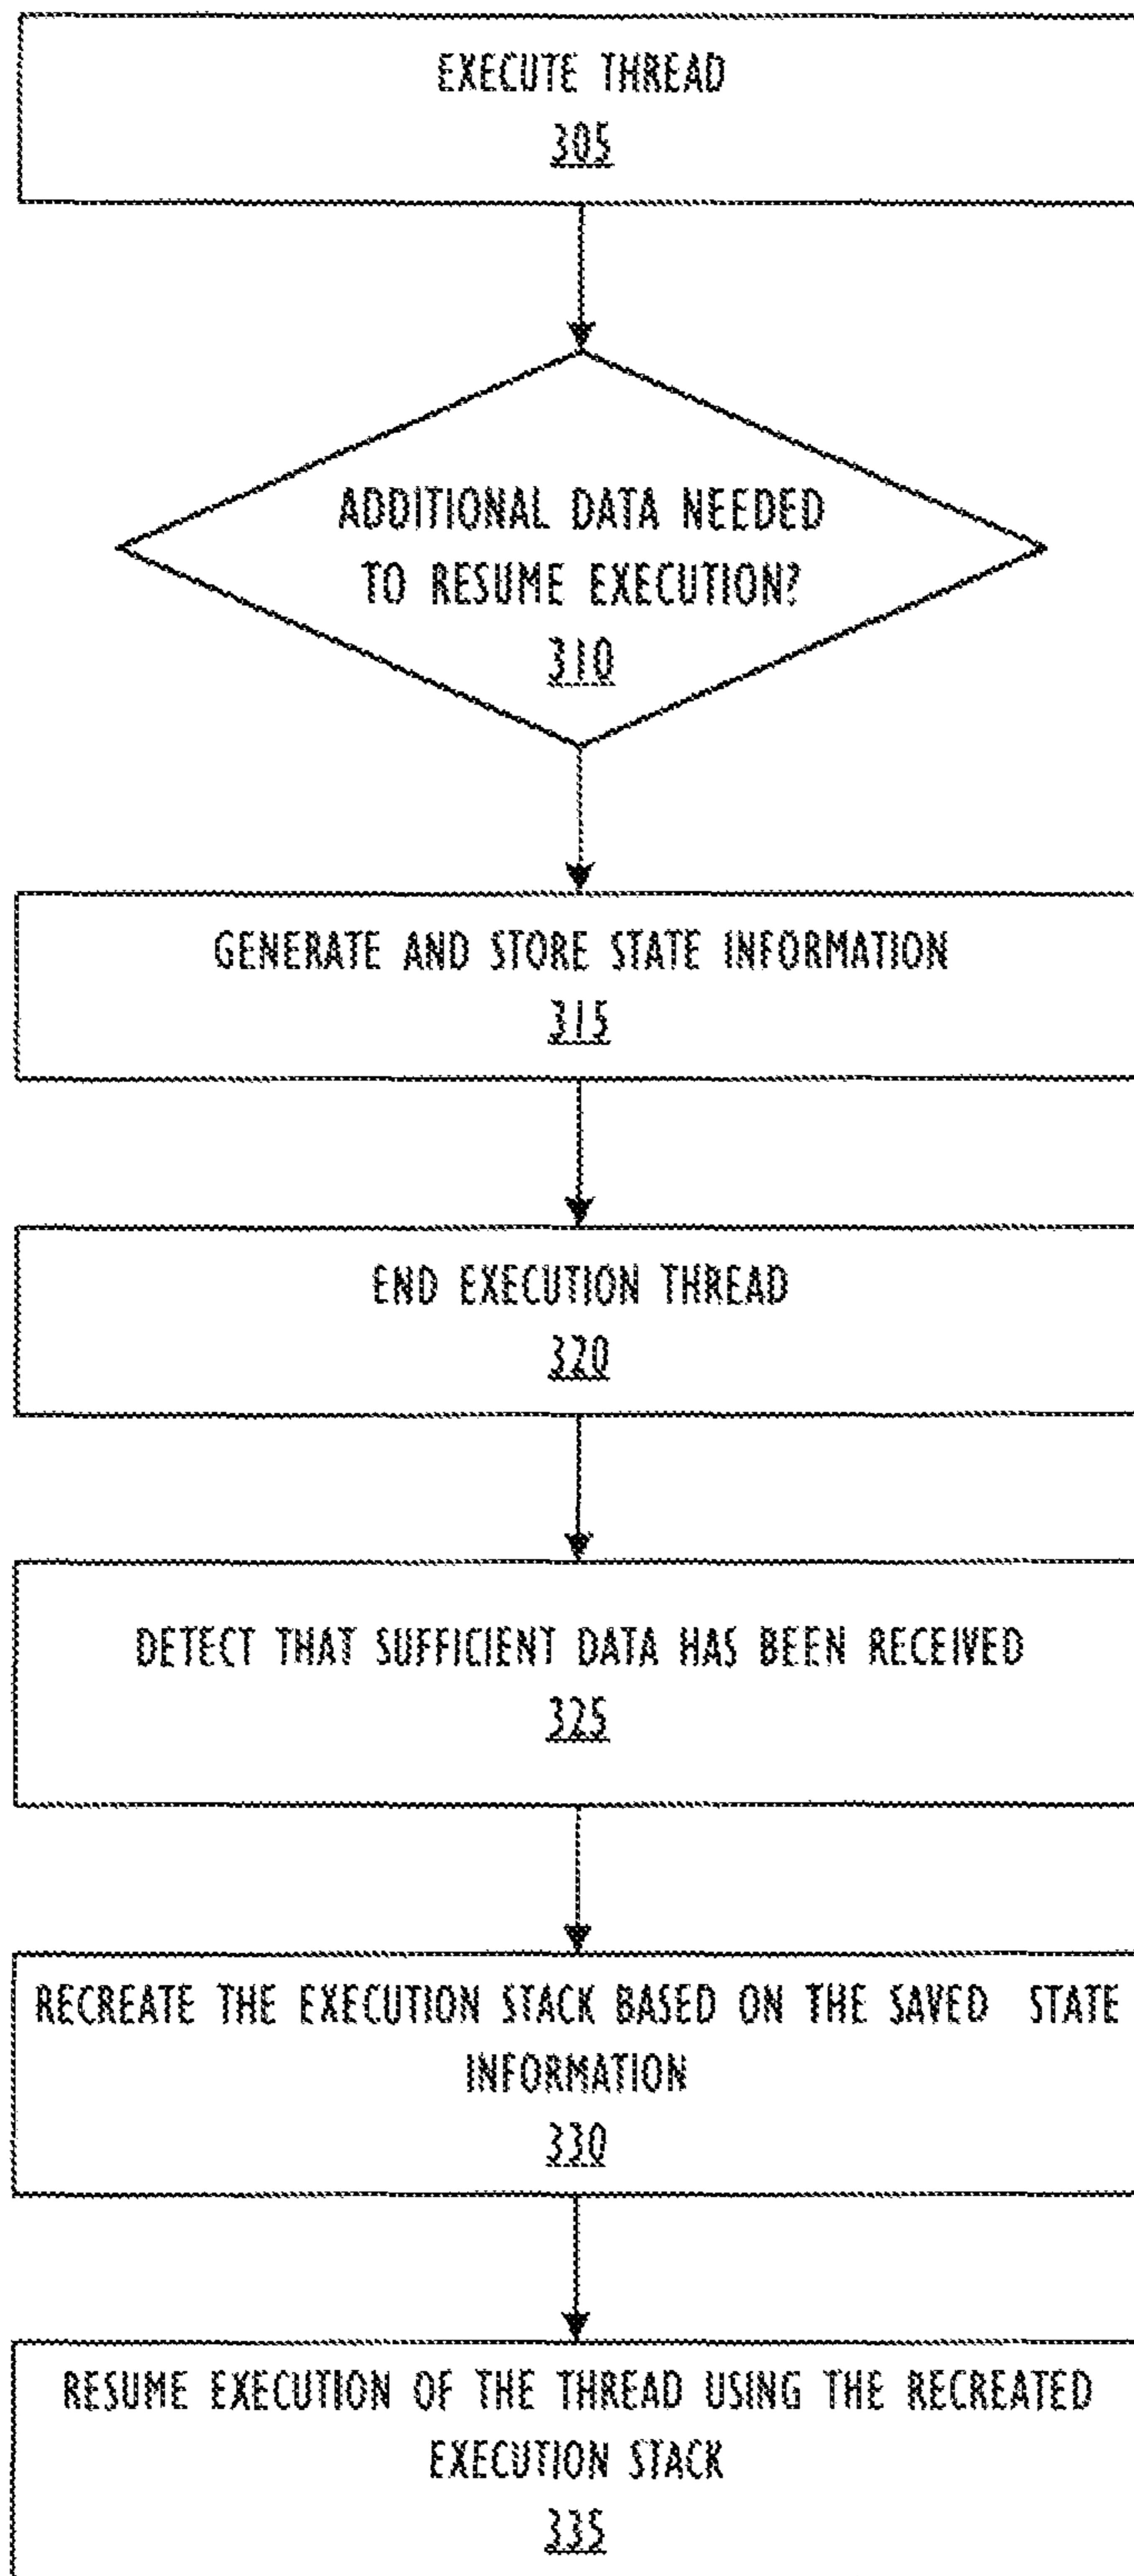 EXECUTE THREAD
305
ADDITIONAL DATA NEEDED
TO RESUME EXECUTION?
310
GENERATE AND STORE STATE INFORMATION
315
END EXECUTION THREAD
320
DETECT THAT SUFFICIENT DATA HAS BEEN RECEIVED
325
RECREATE THE EXECUTION STACK BASED ON THE SAVED STATE
INFORMATION
330
RESUME EXECUTION OF THE THREAD USING THE RECREATED
EXECUTION STACK
335